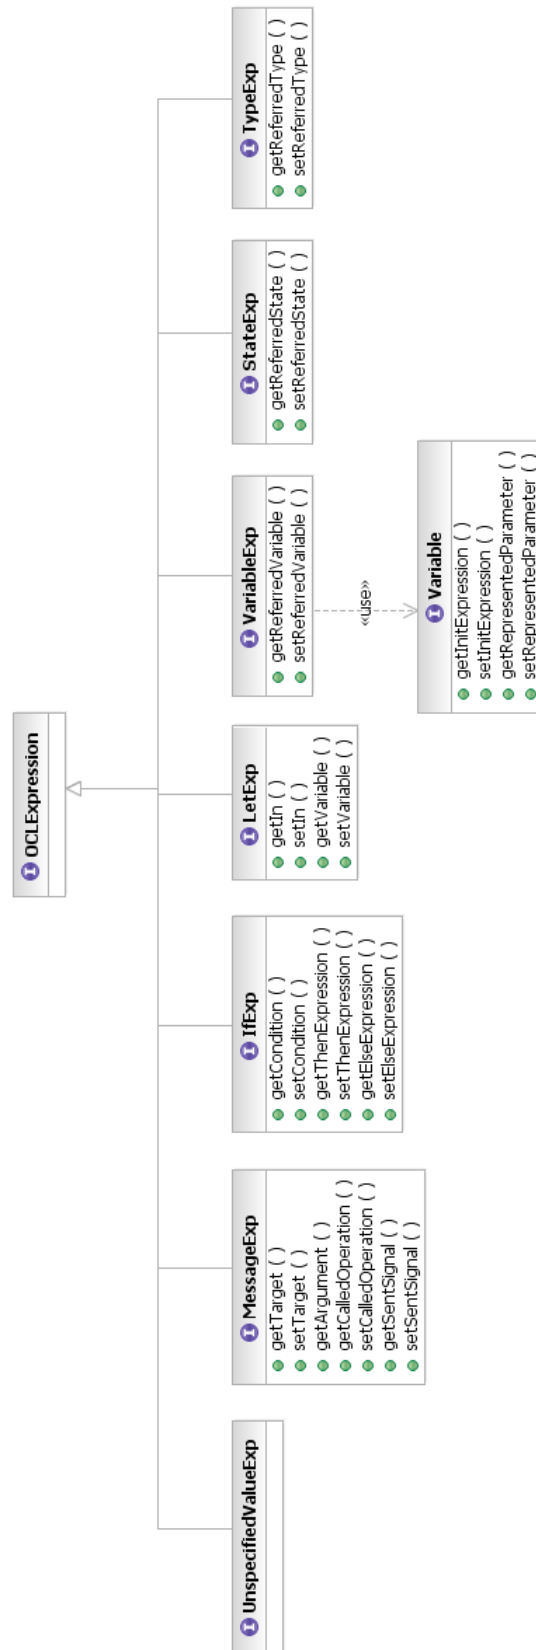 OCLExpression
UnspecifiedValueExp
MessageExp
getTarget ( )
setTarget ( )
getArgument ( )
getCalledOperation ( )
setCalledOperation ( )
getSentSignal ( )
setSentSignal ( )
IfExp
getCondition ( )
setCondition ( )
getThenExpression ( )
setThenExpression ( )
getElseExpression ( )
setElseExpression ( )
LetExp
getIn ( )
setIn ( )
getVariable ( )
setVariable ( )
VariableExp
getReferredVariable ( )
setReferredVariable ( )
StateExp
getReferredState ( )
setReferredState ( )
TypeExp
getReferredType ( )
setReferredType ( )
«use»
Variable
getInitExpression ( )
setInitExpression ( )
getRepresentedParameter ( )
setRepresentedParameter ( )